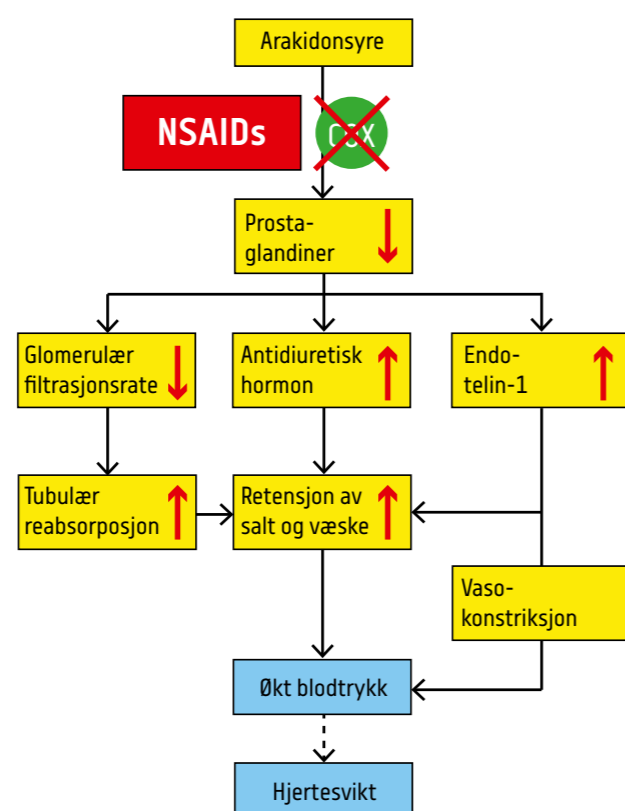 Arakidonsyre
NSAIDs
COX
Prosta-
glandiner
Glomerulær
filtrasjonsrate
Antidiuretisk
hormon
Endo-
telin-1
Tubulær
reabsorposjon
Retensjon av
salt og væske
Vaso-
konstriksjon
Økt blodtrykk
Hjertesvikt